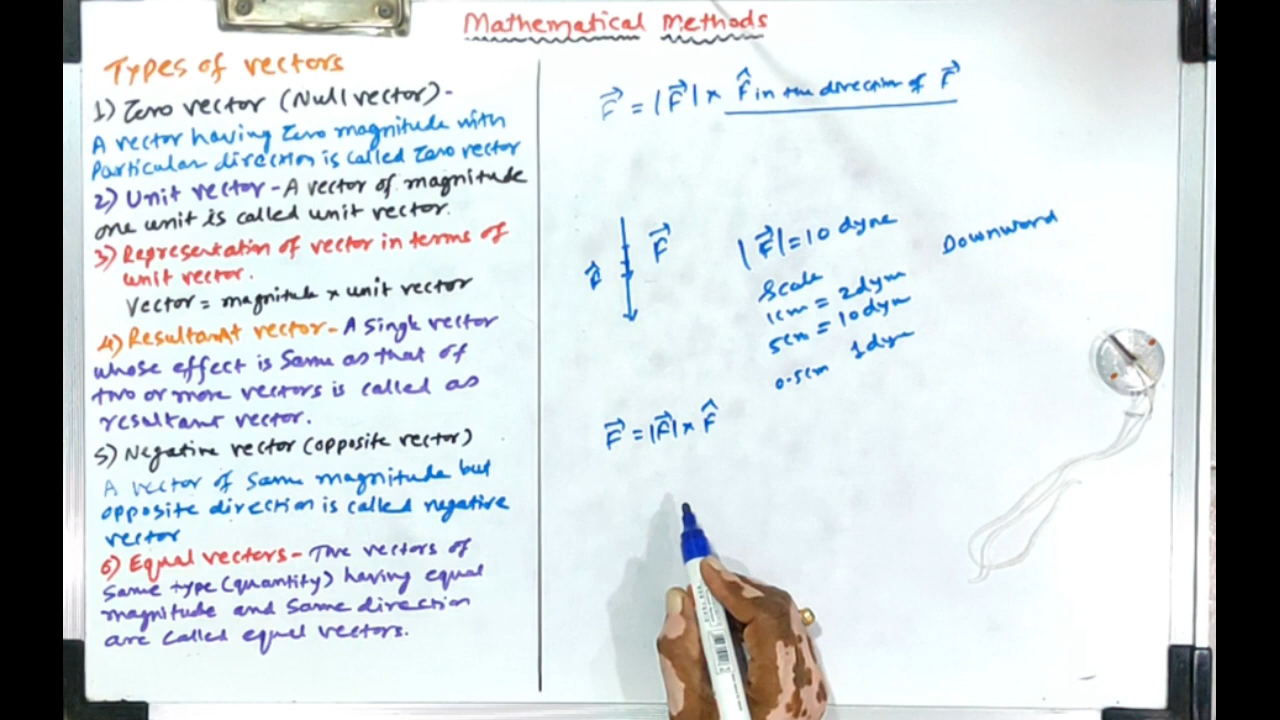 Mathematical Methods
Types of vectors
1) Zero vector (Null vector) -
A vector having zero magnitude with
Particular direction is called zero vector
2) Unit vector - A vector of magnitude
one unit is called unit vector.
3) Representation of vector in terms of
unit vector.
Vector = magnitude × unit vector
4) Resultant vector - A single vector
whose effect is same as that of
two or more vectors is called as
resultant vector.
5) Negative vector (opposite vector)
A vector of same magnitude but
opposite direction is called negative
vector
6) Equal vectors - The vectors of
same type (quantity) having equal
magnitude and same direction
are called equal vectors.
F⃗ = |F⃗| × F̂ in the direction of F⃗
F⃗
|F⃗| = 10 dyne
Downward
Scale
1cm = 2dyn
5cm = 10dyn
0.5cm 1dyn
F⃗ = |F⃗| × F̂